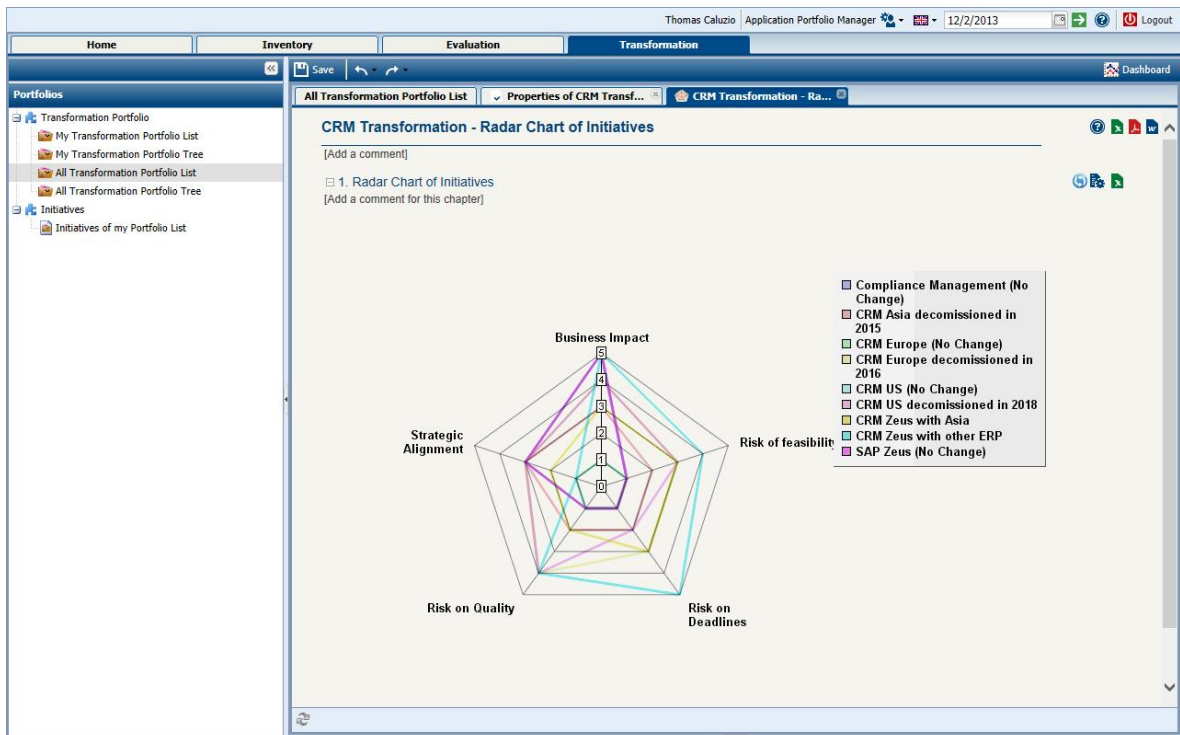 Thomas Caluzio Application Portfolio Manager 12/2/2013 Logout
Home Inventory Evaluation Transformation
Save Dashboard
Portfolios
All Transformation Portfolio List Properties of CRM Transf... CRM Transformation - Ra...
Transformation Portfolio
My Transformation Portfolio List
My Transformation Portfolio Tree
All Transformation Portfolio List
All Transformation Portfolio Tree
Initiatives
Initiatives of my Portfolio List
CRM Transformation - Radar Chart of Initiatives
[Add a comment]
1. Radar Chart of Initiatives
[Add a comment for this chapter]
Compliance Management (No
Change)
CRM Asia decomissioned in
2015
CRM Europe (No Change)
CRM Europe decomissioned in
2016
CRM US (No Change)
CRM US decomissioned in 2018
CRM Zeus with Asia
CRM Zeus with other ERP
SAP Zeus (No Change)
Business Impact
5
4
3
2
1
0
Strategic
Alignment
Risk of feasibility
Risk on Quality
Risk on
Deadlines